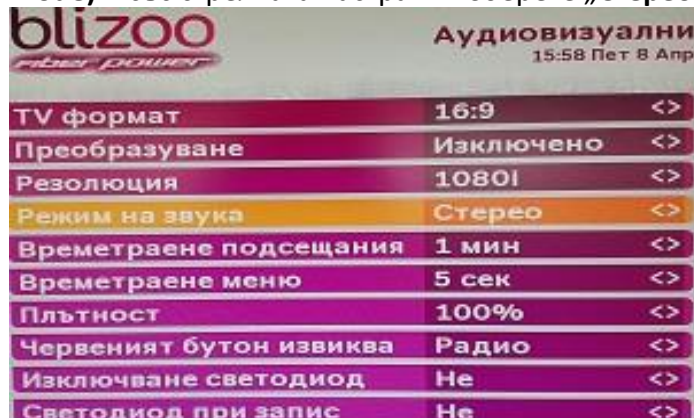 blizoo
fiber power
Аудиовизуални
15:58 Пет 8 Апр
TV формат 16:9 <>
Преобразуване Изключено <>
Резолюция 1080I <>
Режим на звука Стерео <>
Времетраене подсещания 1 мин <>
Времетраене меню 5 сек <>
Плътност 100% <>
Червеният бутон извиква Радио <>
Изключване светодиод Не <>
Светодиод при запис Не <>